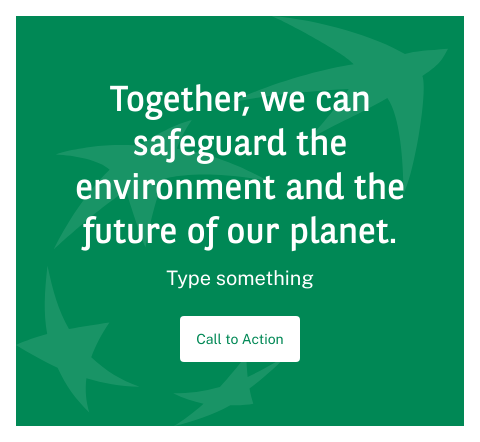 Together, we can
safeguard the
environment and the
future of our planet.
Type something
Call to Action